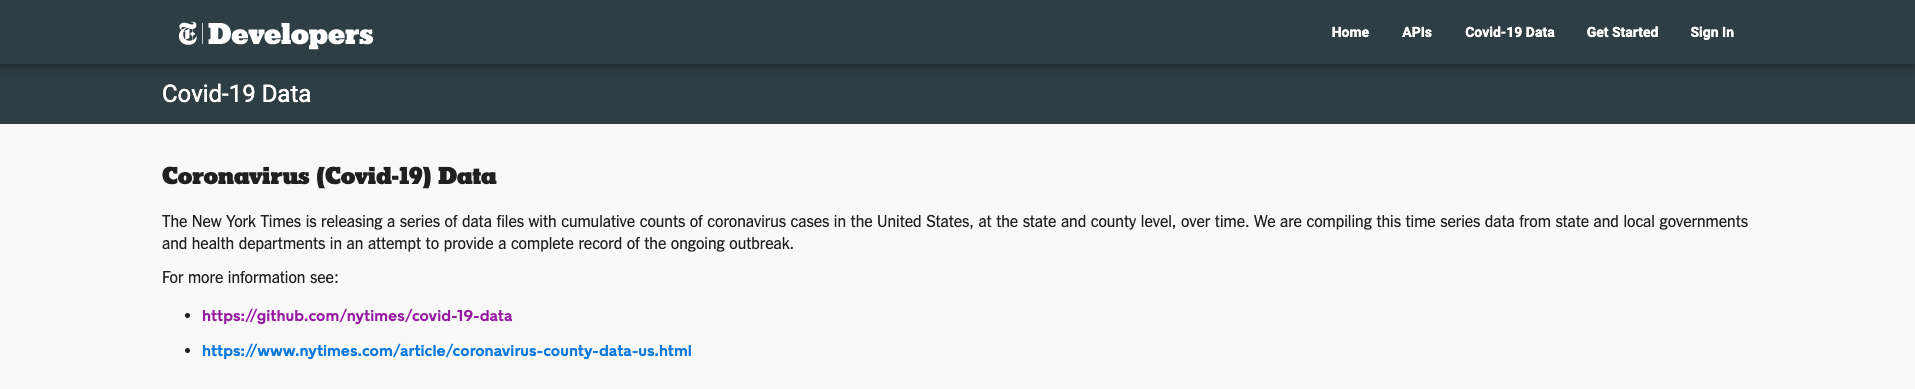 T Developers
Home APIs Covid-19 Data Get Started Sign In
Covid-19 Data
Coronavirus (Covid-19) Data
The New York Times is releasing a series of data files with cumulative counts of coronavirus cases in the United States, at the state and county level, over time. We are compiling this time series data from state and local governments
and health departments in an attempt to provide a complete record of the ongoing outbreak.
For more information see:
• https://github.com/nytimes/covid-19-data
• https://www.nytimes.com/article/coronavirus-county-data-us.html